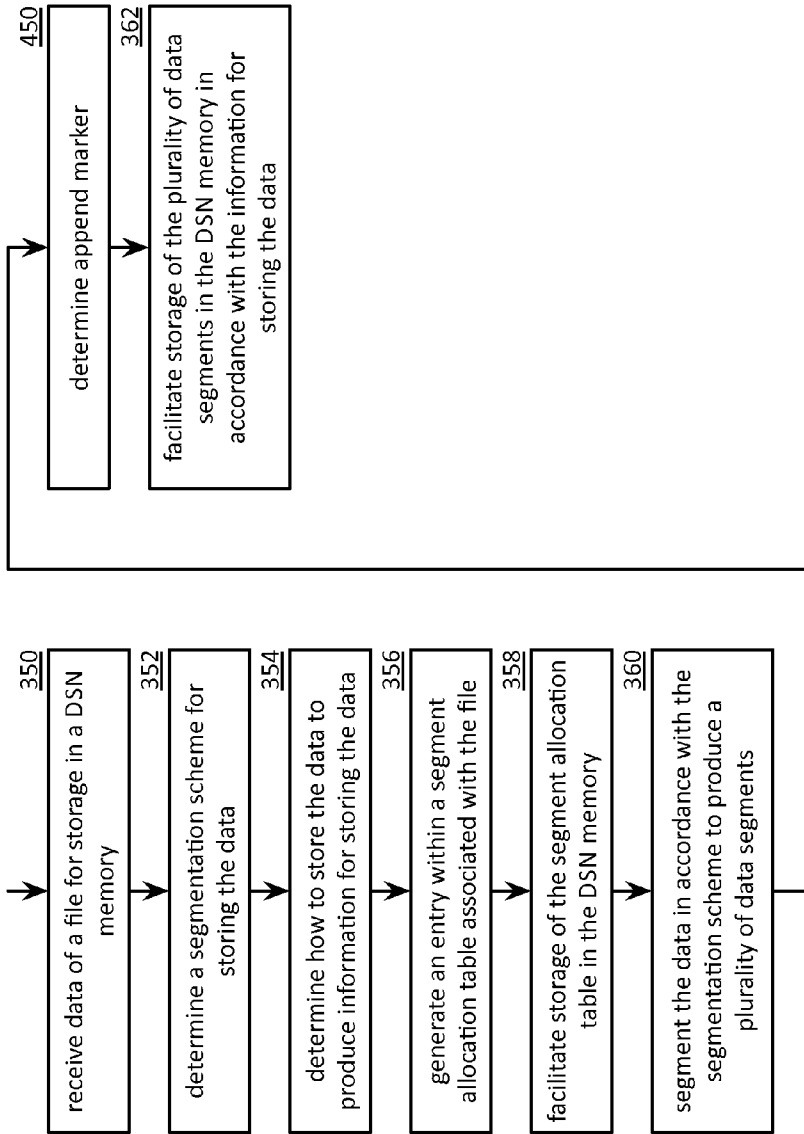 350
receive data of a file for storage in a DSN
memory
352
determine a segmentation scheme for
storing the data
354
determine how to store the data to
produce information for storing the data
356
generate an entry within a segment
allocation table associated with the file
358
facilitate storage of the segment allocation
table in the DSN memory
360
segment the data in accordance with the
segmentation scheme to produce a
plurality of data segments
450
determine append marker
362
facilitate storage of the plurality of data
segments in the DSN memory in
accordance with the information for
storing the data